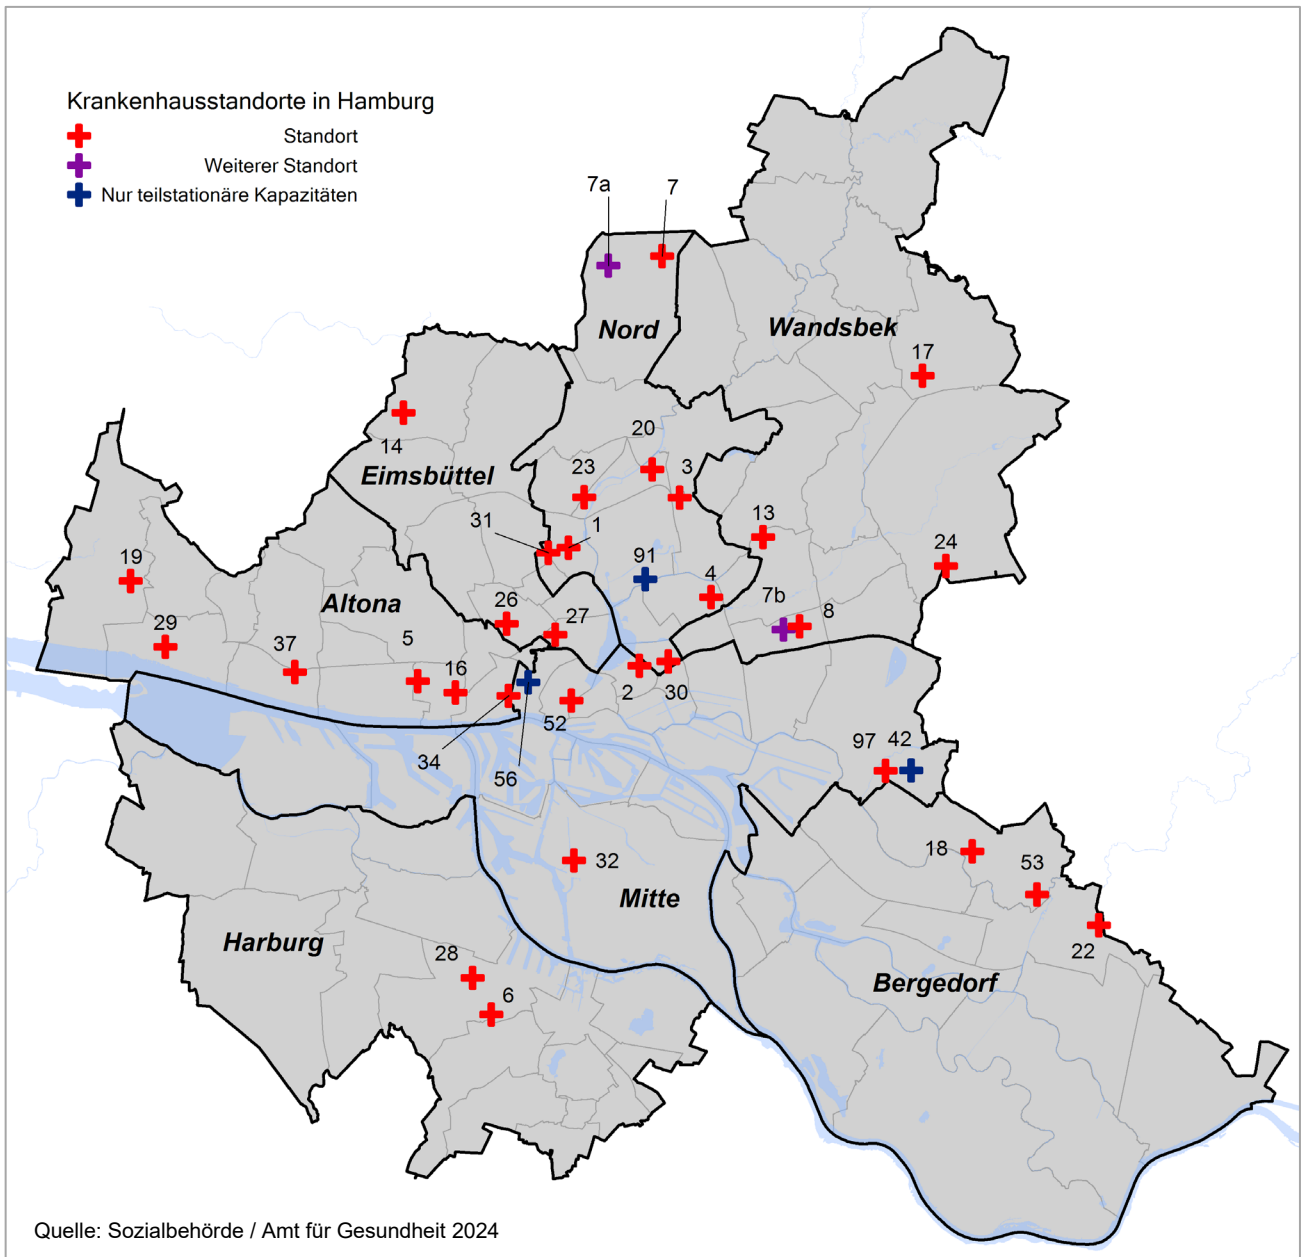 Krankenhausstandorte in Hamburg
Standort
Weiterer Standort
Nur teilstationäre Kapazitäten
7a
7
Nord
Wandsbek
17
14
Eimsbüttel
20
23
3
31
1
13
91
4
24
19
Altona
26
27
7b
8
29
37
5
16
2
30
52
34
56
97
42
32
Mitte
18
53
22
Harburg
28
6
Bergedorf
Quelle: Sozialbehörde / Amt für Gesundheit 2024